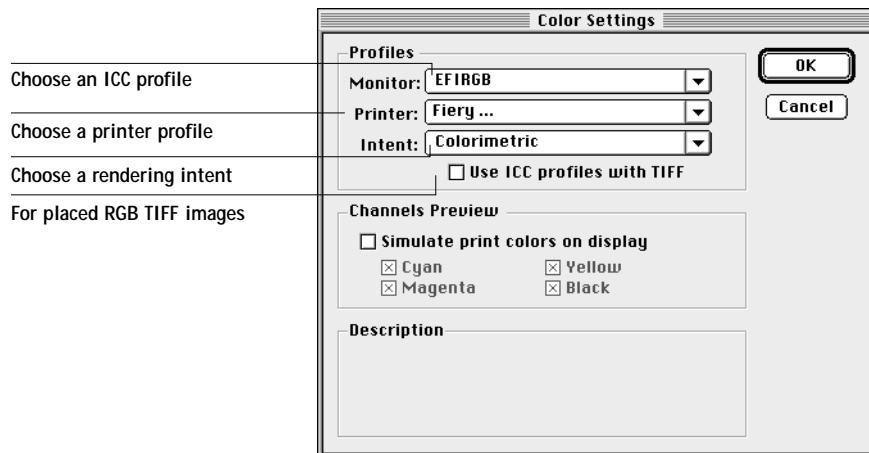 Color Settings
Choose an ICC profile
Choose a printer profile
Choose a rendering intent
For placed RGB TIFF images
Profiles
Monitor: EFIRGB
Printer: Fiery ...
Intent: Colorimetric
Use ICC profiles with TIFF
OK
Cancel
Channels Preview
Simulate print colors on display
Cyan Yellow
Magenta Black
Description